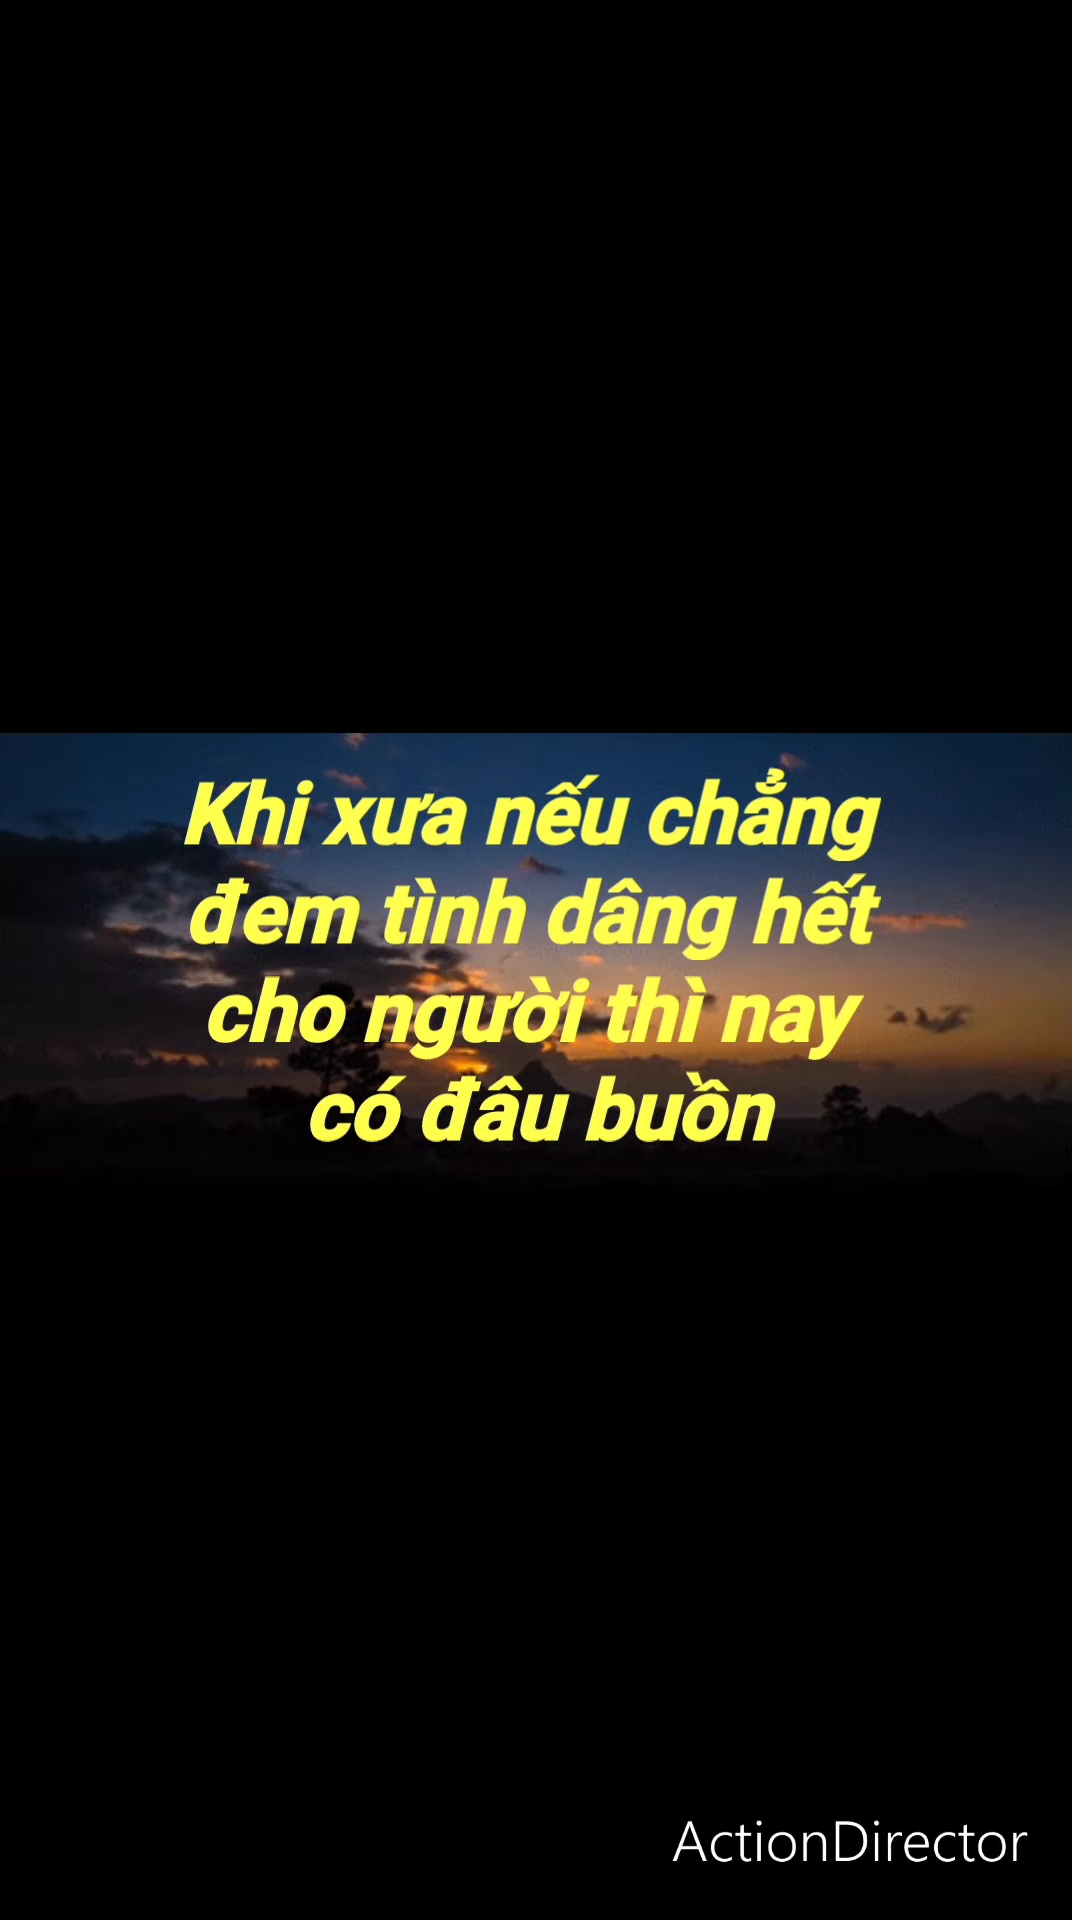 Khi xưa nếu chẳng
đem tình dâng hết
cho người thì nay
có đâu buồn
ActionDirector